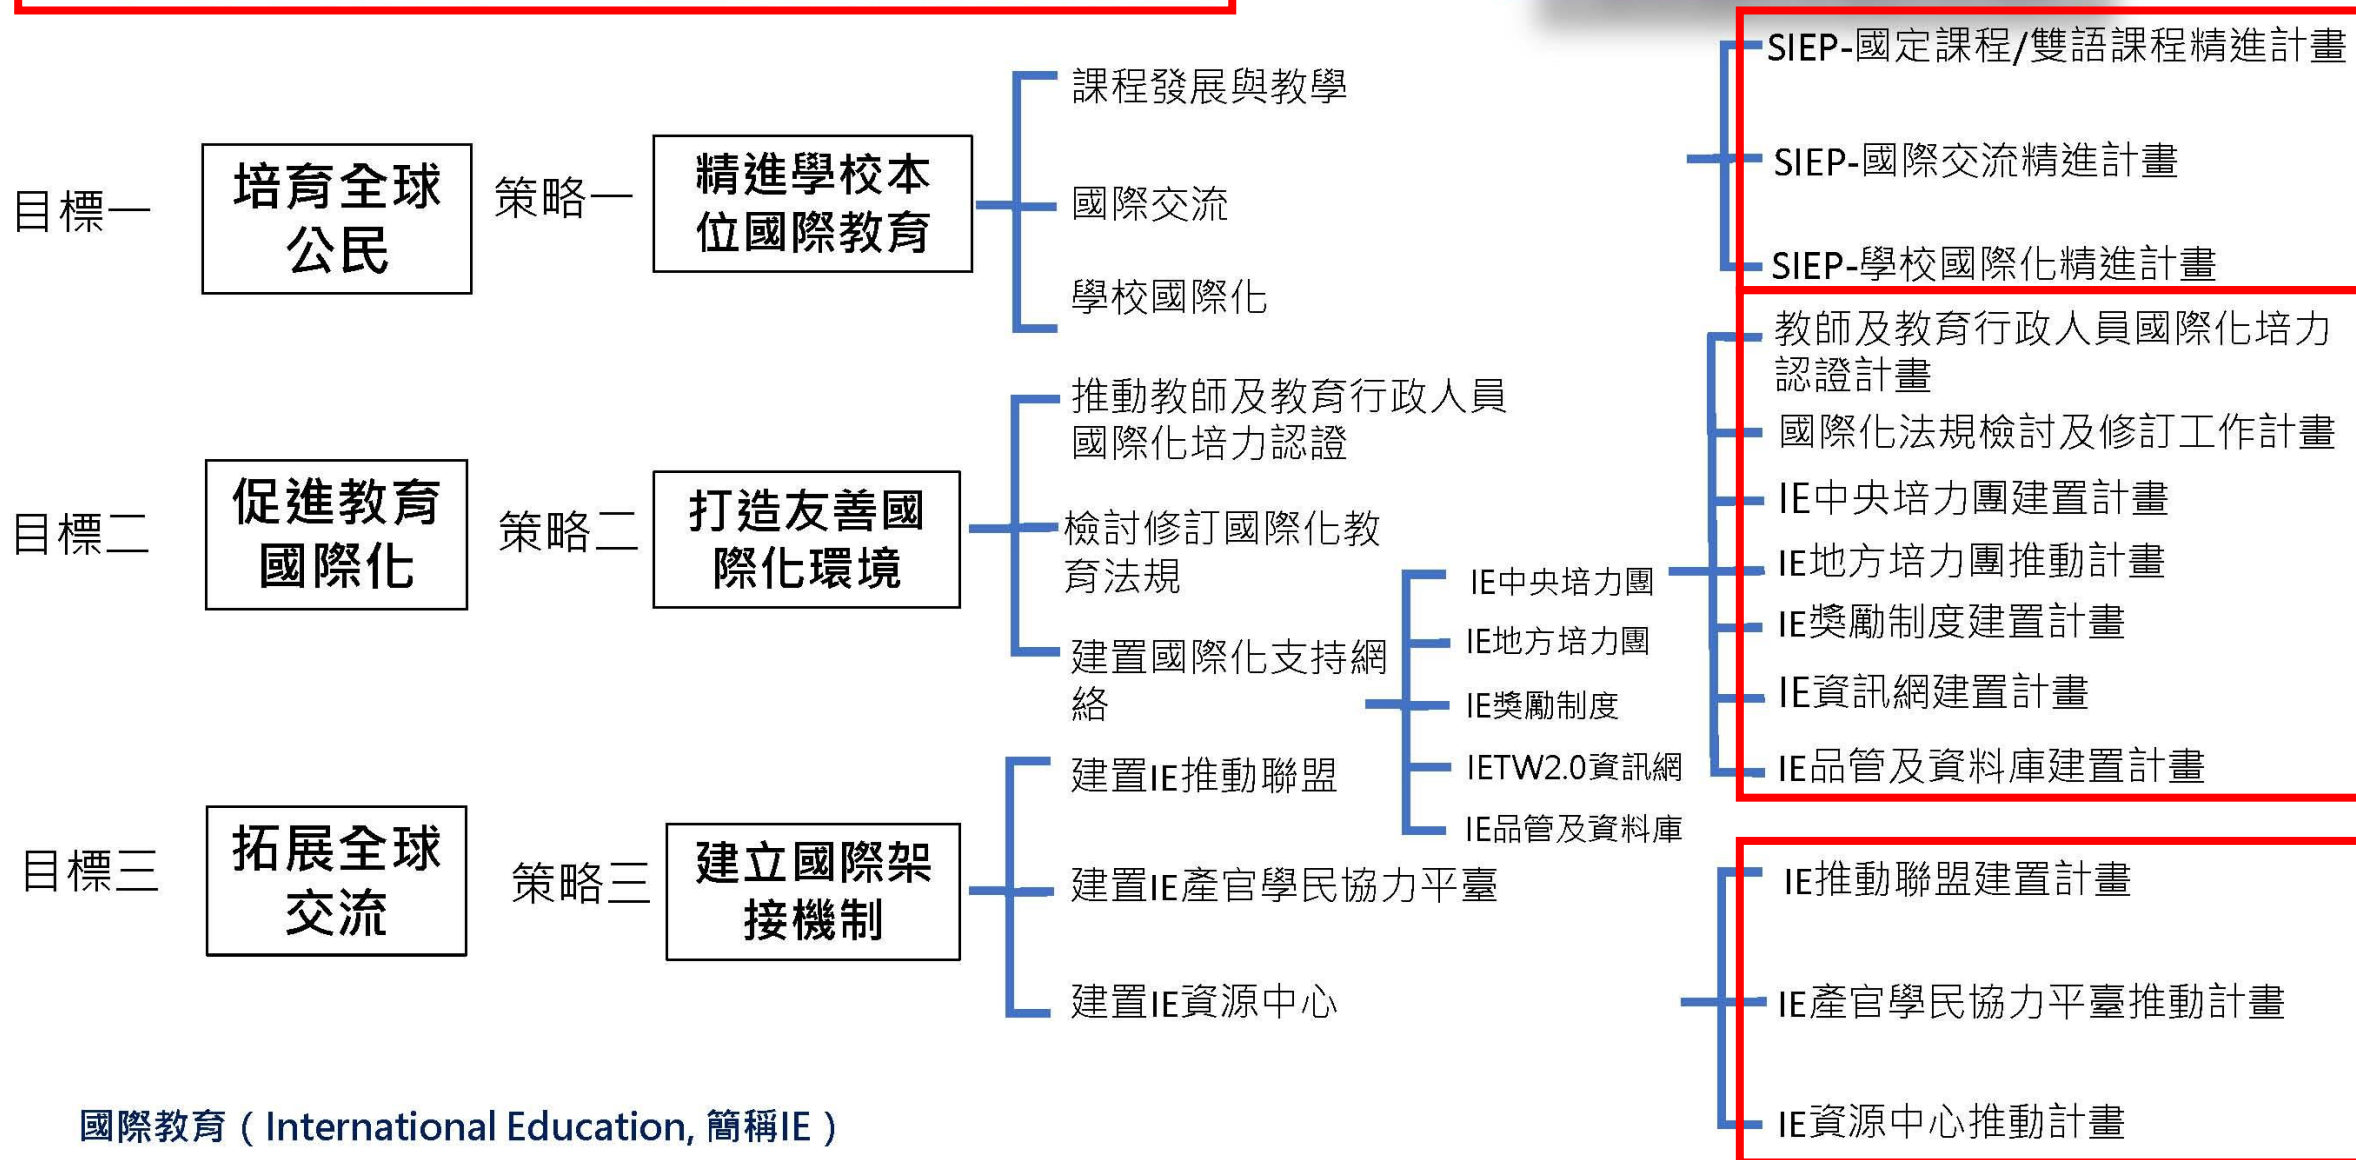 目標一
培育全球
公民
策略一
精進學校本
位國際教育
課程發展與教學
國際交流
學校國際化
SIEP-國定課程/雙語課程精進計畫
SIEP-國際交流精進計畫
SIEP-學校國際化精進計畫
目標二
促進教育
國際化
策略二
打造友善國
際化環境
推動教師及教育行政人員
國際化培力認證
檢討修訂國際化教
育法規
建置國際化支持網
絡
IE中央培力團
IE地方培力團
IE獎勵制度
IETW2.0資訊網
IE品管及資料庫
教師及教育行政人員國際化培力
認證計畫
國際化法規檢討及修訂工作計畫
IE中央培力團建置計畫
IE地方培力團推動計畫
IE獎勵制度建置計畫
IE資訊網建置計畫
IE品管及資料庫建置計畫
目標三
拓展全球
交流
策略三
建立國際架
接機制
建置IE推動聯盟
建置IE產官學民協力平臺
建置IE資源中心
IE推動聯盟建置計畫
IE產官學民協力平臺推動計畫
IE資源中心推動計畫
國際教育（International Education, 簡稱IE）